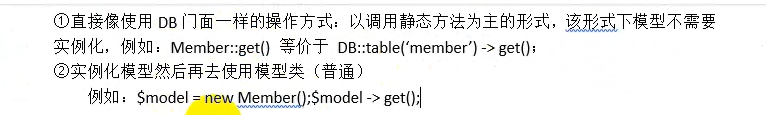 ①直接像使用 DB 门面一样的操作方式：以调用静态方法为主的形式，该形式下模型不需要
实例化，例如：Member::get() 等价于 DB::table('member') -> get();
②实例化模型然后再去使用模型类（普通）
例如：$model = new Member();$model -> get();